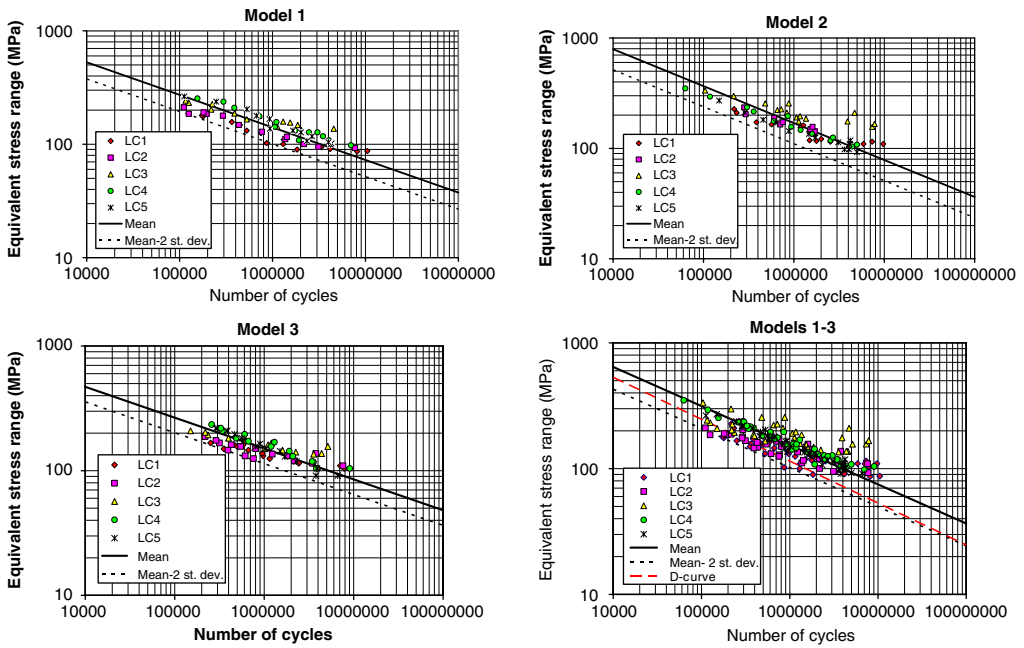 Model 1
Equivalent stress range (MPa)
1000
100
10
LC1
LC2
LC3
LC4
LC5
Mean
Mean-2 st. dev.
10000 100000 1000000 10000000 100000000
Number of cycles
Model 2
Equivalent stress range (MPa)
1000
100
10
LC1
LC2
LC3
LC4
LC5
Mean
Mean-2 st. dev.
10000 100000 1000000 10000000 100000000
Number of cycles
Model 3
Equivalent stress range (MPa)
1000
100
10
LC1
LC2
LC3
LC4
LC5
Mean
Mean-2 st. dev.
10000 100000 1000000 10000000 100000000
Number of cycles
Models 1-3
Equivalent stress range (MPa)
1000
100
10
LC1
LC2
LC3
LC4
LC5
Mean
Mean- 2 st. dev.
D-curve
10000 100000 1000000 10000000 100000000
Number of cycles